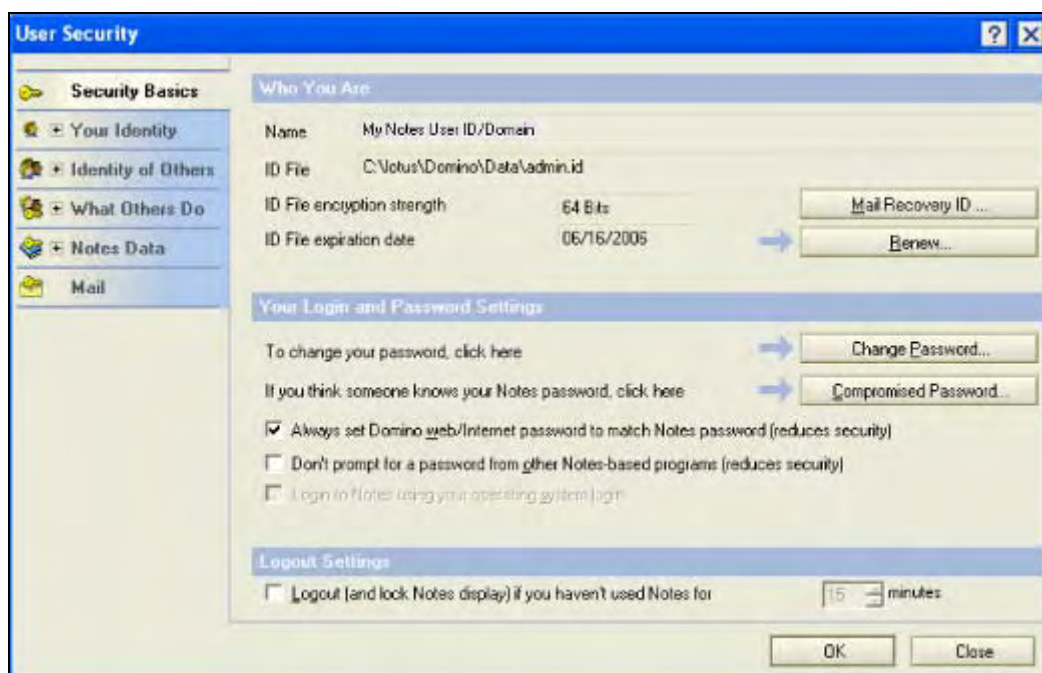 User Security
Security Basics
Your Identity
Identity of Others
What Others Do
Notes Data
Mail
Who You Are
Name My Notes User ID/Domain
ID File C:\lotus\Domino\Data\admin.id
ID File encryption strength 64 Bits
Mail Recovery ID ...
ID File expiration date 06/16/2006
Renew...
Your Login and Password Settings
To change your password, click here
Change Password...
If you think someone knows your Notes password, click here
Compromised Password...
Always set Domino web/Internet password to match Notes password (reduces security)
Don't prompt for a password from other Notes-based programs (reduces security)
Login to Notes using your operating system login
Logout Settings
Logout (and lock Notes display) if you haven't used Notes for 15 minutes
OK Close